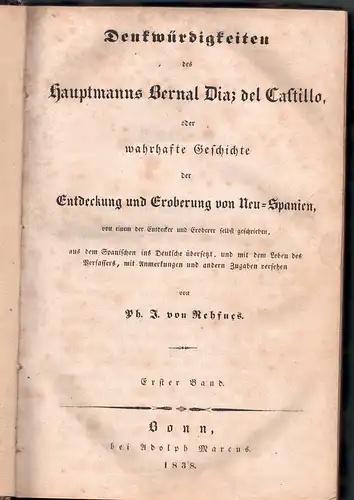 Denkwürdigkeiten
des
Hauptmanns Bernal Diaz del Castillo,
oder
wahrhafte Geschichte
der
Entdeckung und Eroberung von Neu=Spanien,
von einem der Entdecker und Eroberer selbst geschrieben,
aus dem Spanischen ins Deutsche übersetzt, und mit dem Leben des
Verfassers, mit Anmerkungen und andern Zugaben versehen
von
Ph. J. von Rehfues.
Erster Band.
Bonn,
bei Adolph Marcus.
1838.